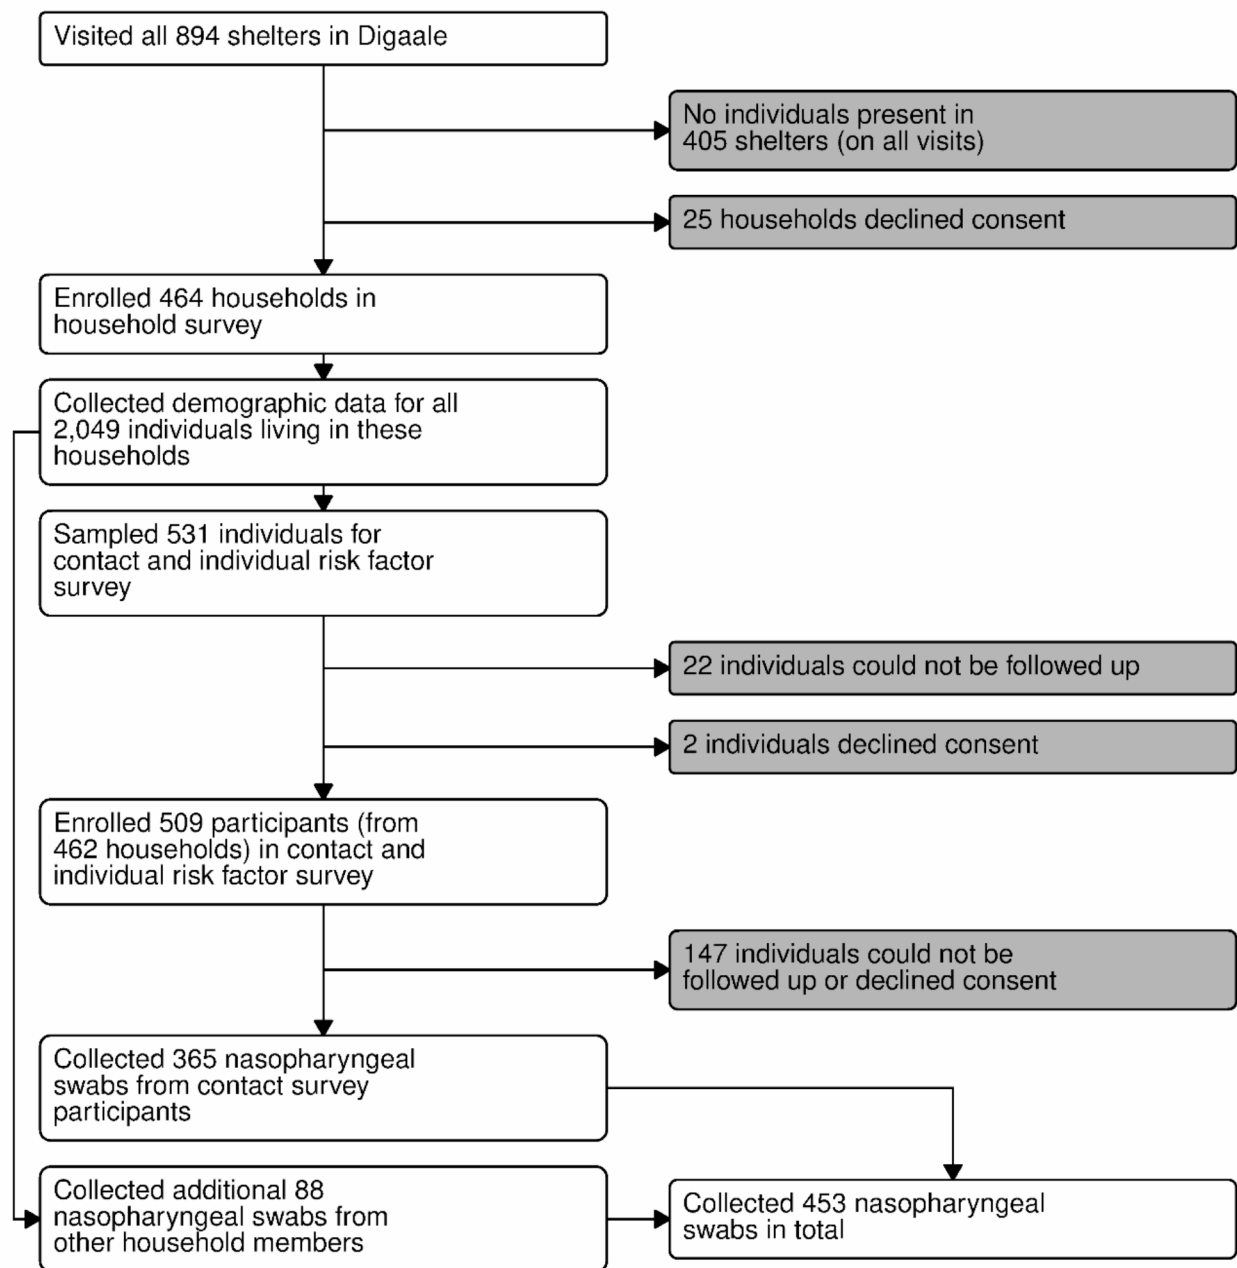 Visited all 894 shelters in Digaale
No individuals present in
405 shelters (on all visits)
25 households declined consent
Enrolled 464 households in
household survey
Collected demographic data for all
2,049 individuals living in these
households
Sampled 531 individuals for
contact and individual risk factor
survey
22 individuals could not be followed up
2 individuals declined consent
Enrolled 509 participants (from
462 households) in contact and
individual risk factor survey
147 individuals could not be
followed up or declined consent
Collected 365 nasopharyngeal
swabs from contact survey
participants
Collected additional 88
nasopharyngeal swabs from
other household members
Collected 453 nasopharyngeal
swabs in total